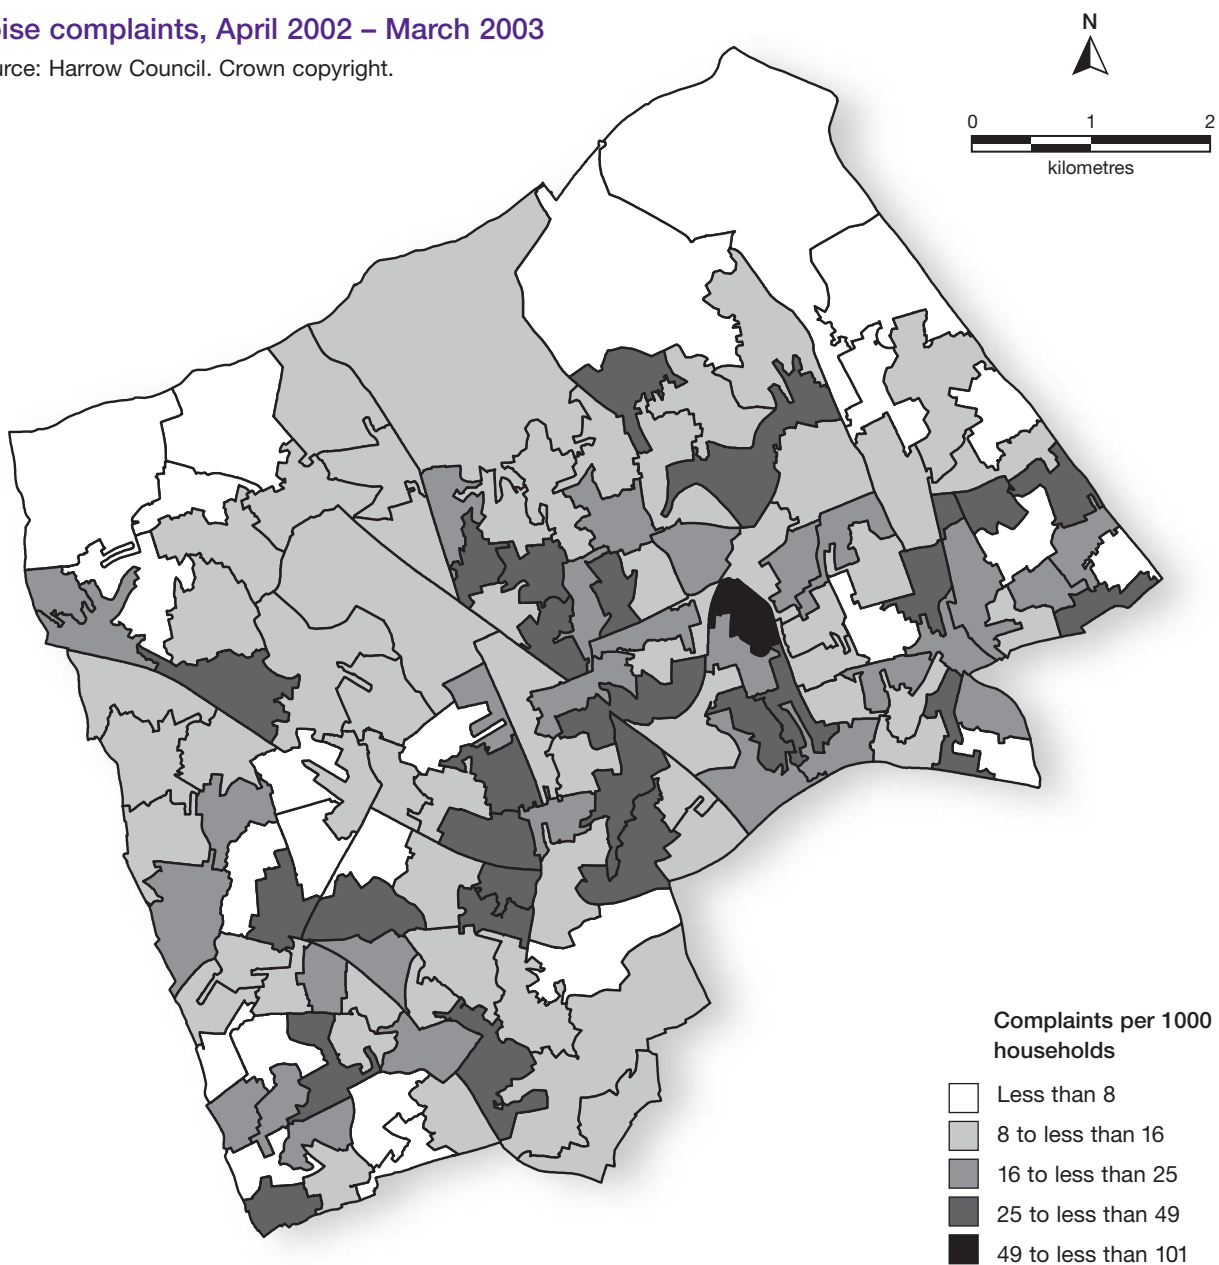 oise complaints, April 2002 – March 2003
urce: Harrow Council. Crown copyright.
N
0 1 2
kilometres
Complaints per 1000
households
Less than 8
8 to less than 16
16 to less than 25
25 to less than 49
49 to less than 101